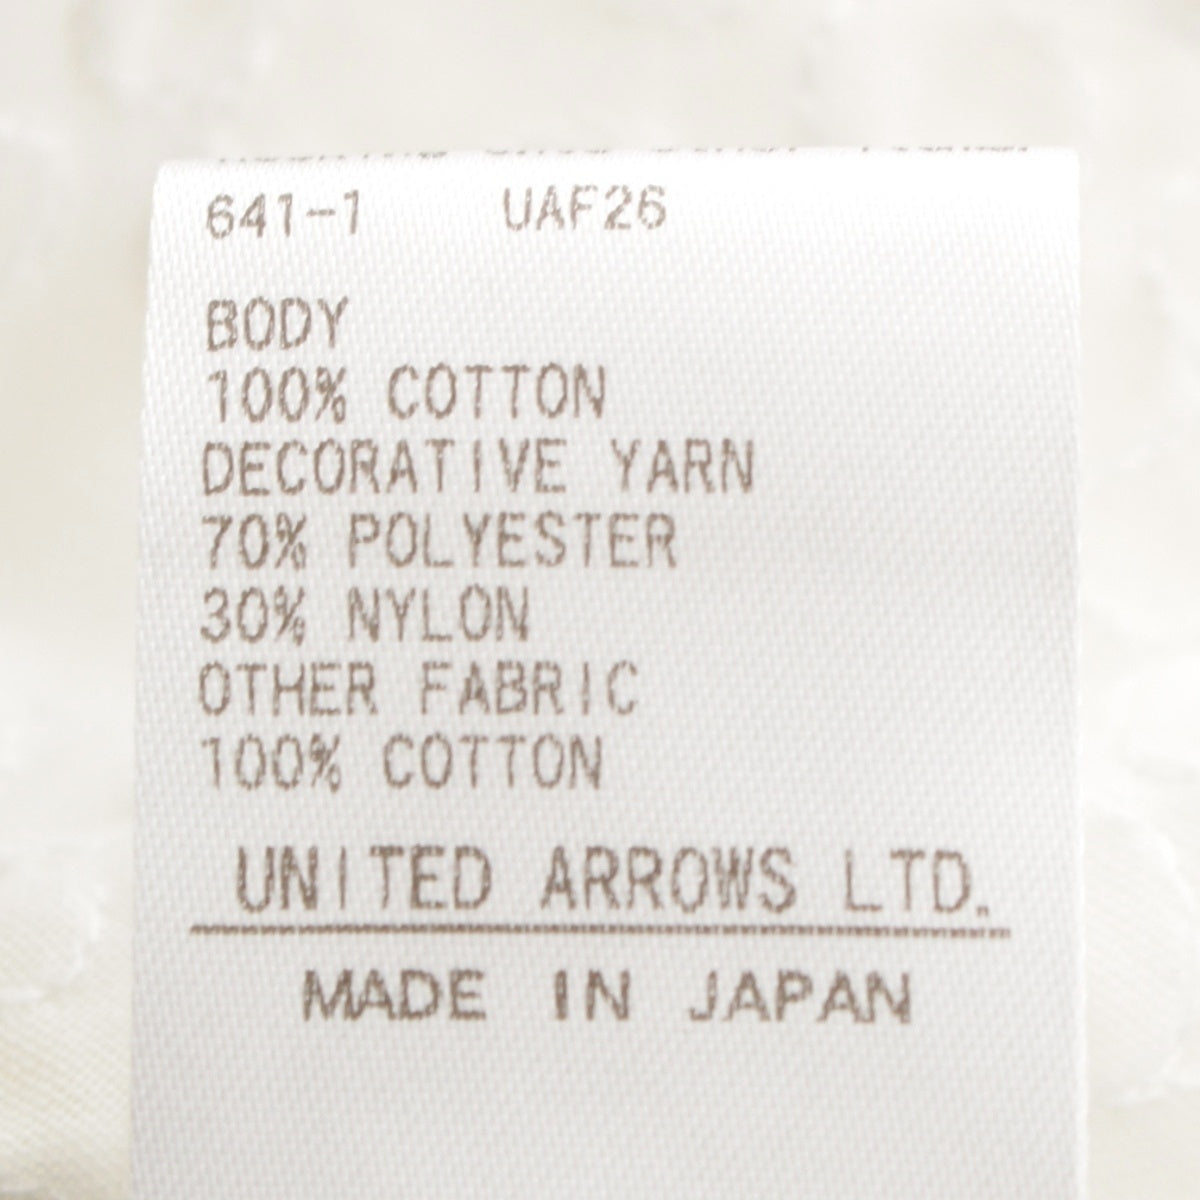 641-1 UAF26
BODY
100% COTTON
DECORATIVE YARN
70% POLYESTER
30% NYLON
OTHER FABRIC
100% COTTON
UNITED ARROWS LTD.
MADE IN JAPAN